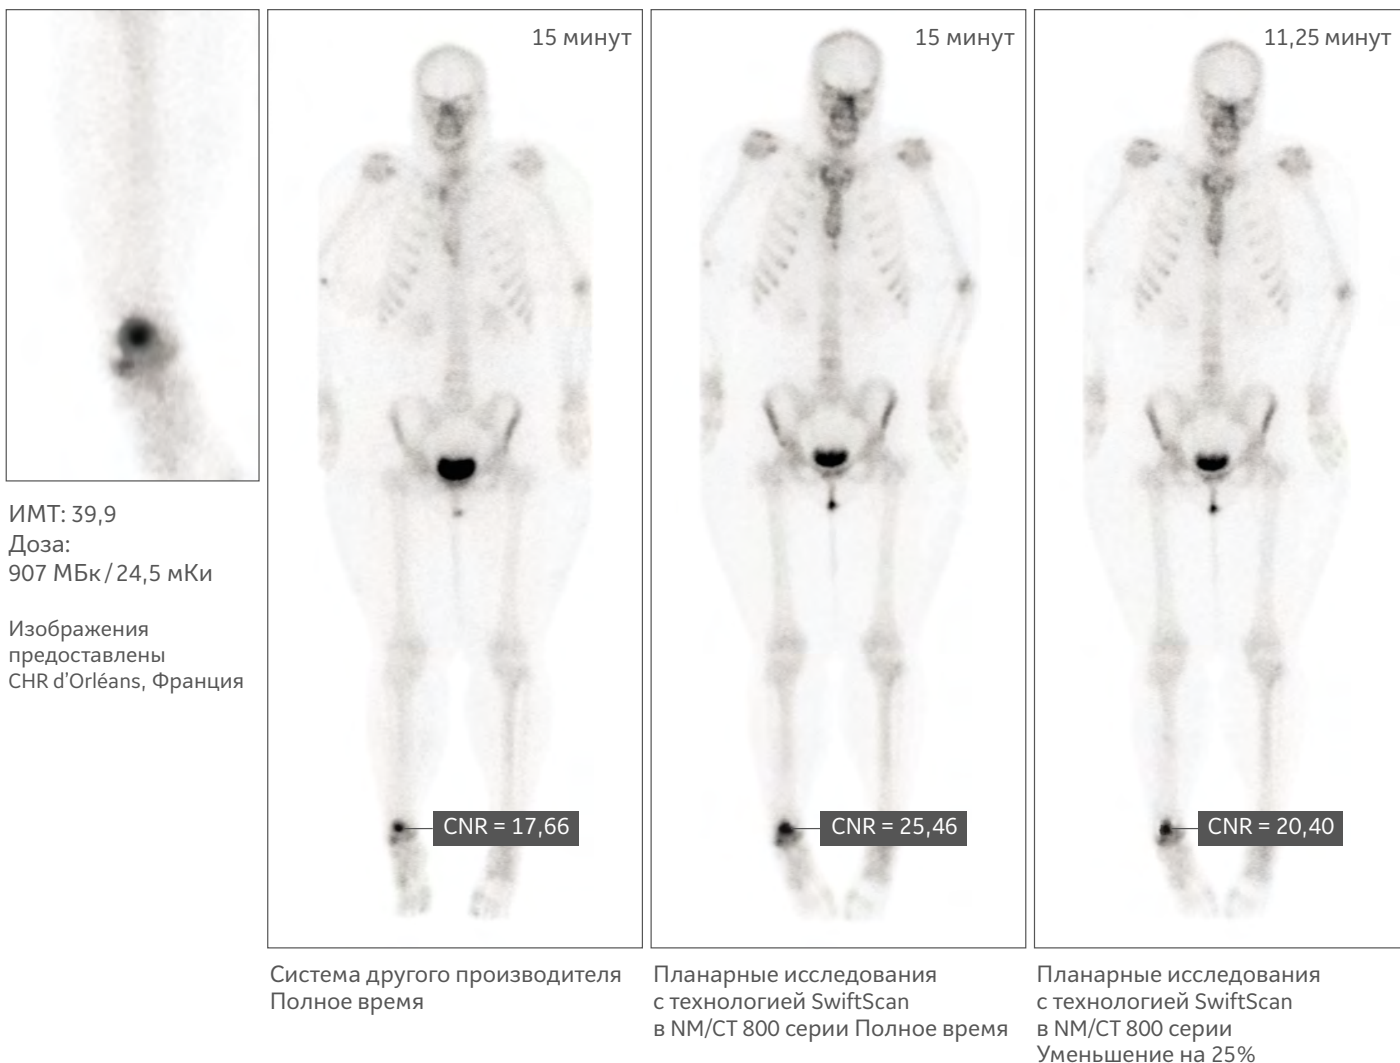 15 минут
15 минут
11,25 минут
ИМТ: 39,9
Доза:
907 МБк / 24,5 мКи
Изображения
предоставлены
CHR d’Orléans, Франция
CNR = 17,66
CNR = 25,46
CNR = 20,40
Система другого производителя
Полное время
Планарные исследования
с технологией SwiftScan
в NM/CT 800 серии Полное время
Планарные исследования
с технологией SwiftScan
в NM/CT 800 серии
Уменьшение на 25%